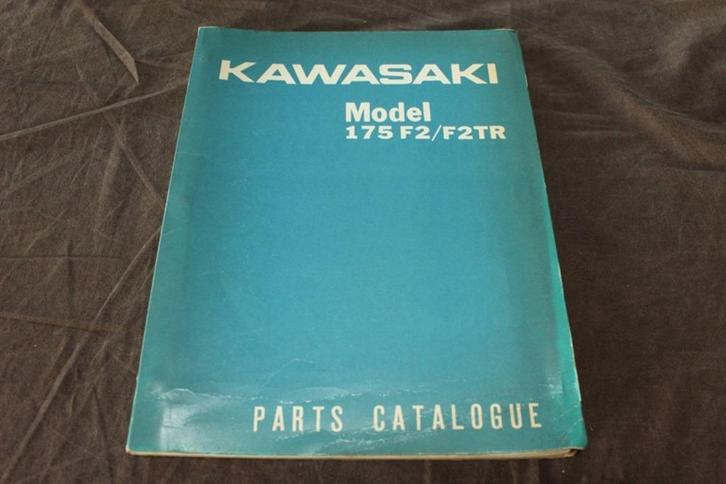 KAWASAKI
Model
175 F2/F2TR
PARTS CATALOGUE